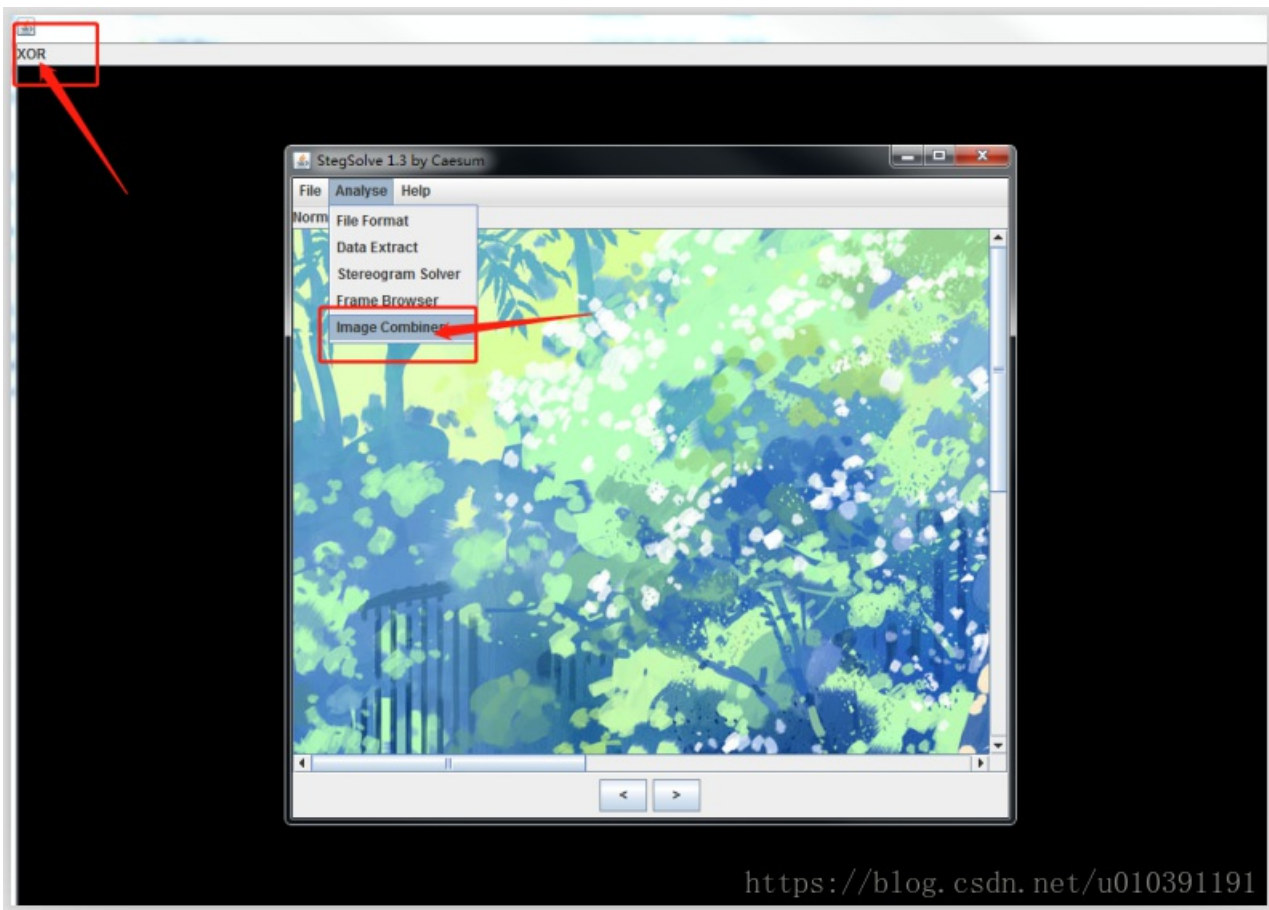 XOR
StegSolve 1.3 by Caesum
File Analyse Help
Norm
File Format
Data Extract
Stereogram Solver
Frame Browser
Image Combiner
< >
https://blog.csdn.net/u010391191